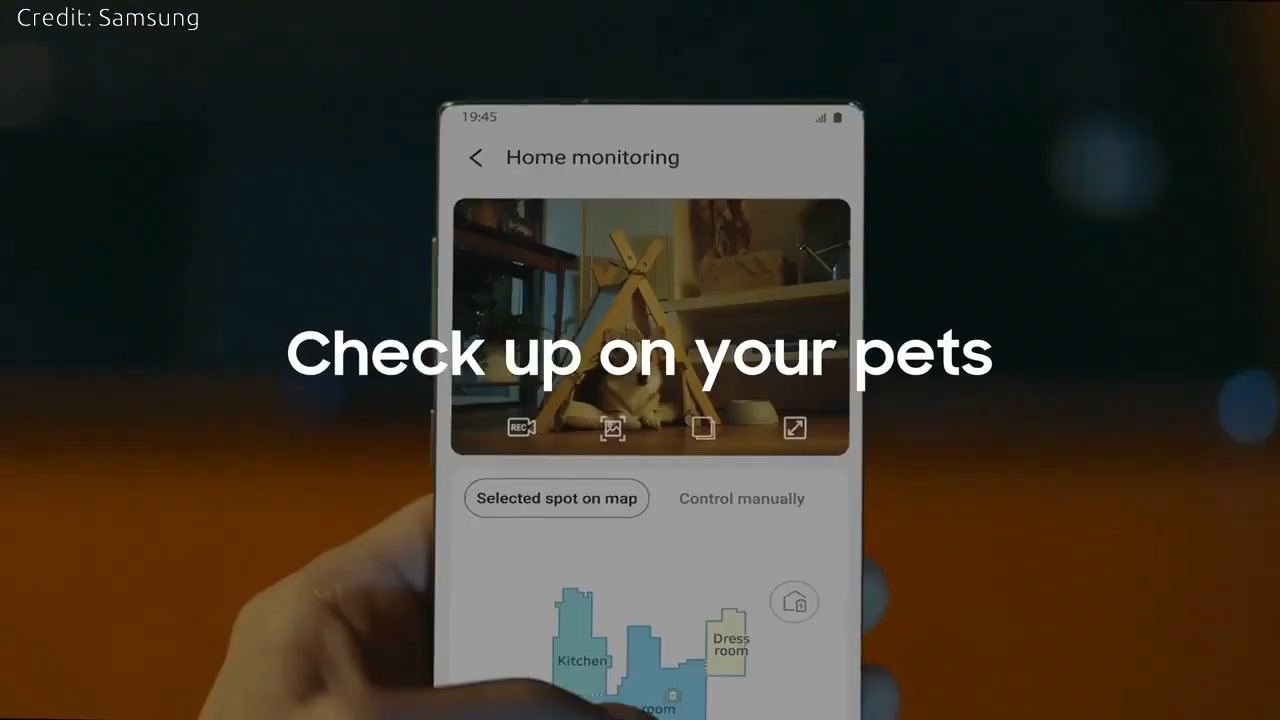 Credit: Samsung
19:45
Home monitoring
Check up on your pets
REC
Selected spot on map
Control manually
Dress
room
Kitchen
room